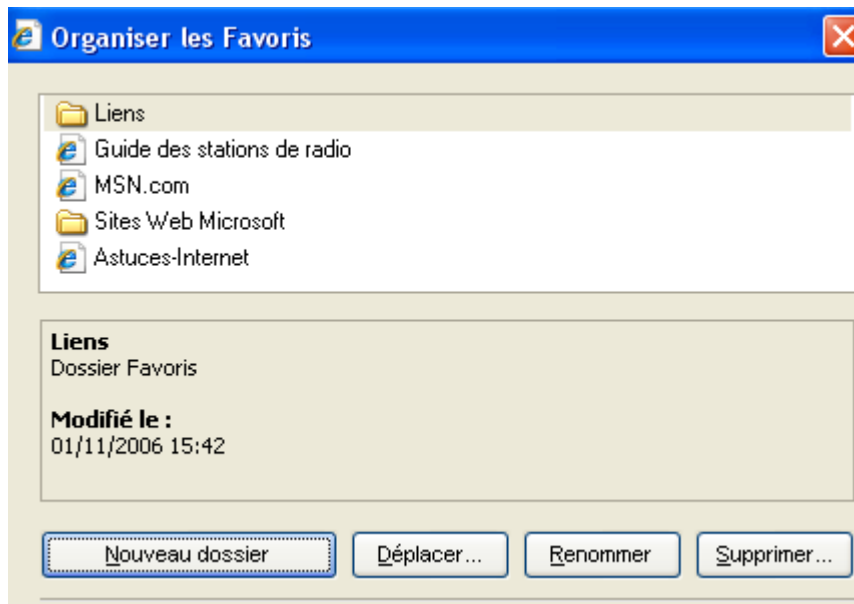 Organiser les Favoris
Liens
Guide des stations de radio
MSN.com
Sites Web Microsoft
Astuces-Internet
Liens
Dossier Favoris
Modifié le :
01/11/2006 15:42
Nouveau dossier Déplacer... Renommer Supprimer...